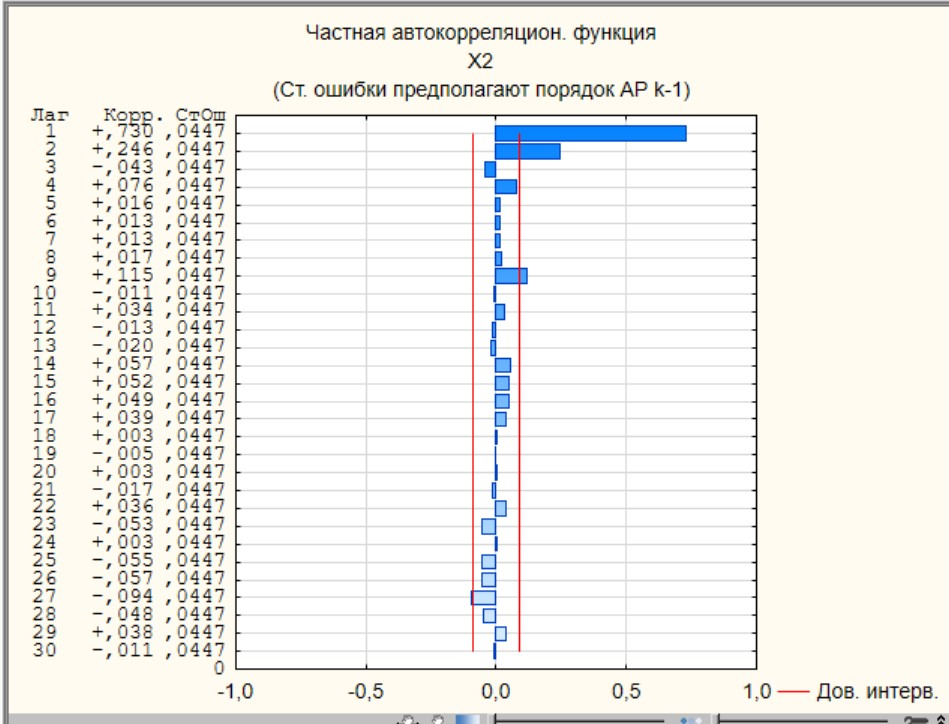 Частная автокорреляцион. функция
X2
(Ст. ошибки предполагают порядок АР k-1)
Лаг Корр. СтОш
1 +,730 ,0447
2 +,246 ,0447
3 -,043 ,0447
4 +,076 ,0447
5 +,016 ,0447
6 +,013 ,0447
7 +,013 ,0447
8 +,017 ,0447
9 +,115 ,0447
10 -,011 ,0447
11 +,034 ,0447
12 -,013 ,0447
13 -,020 ,0447
14 +,057 ,0447
15 +,052 ,0447
16 +,049 ,0447
17 +,039 ,0447
18 +,003 ,0447
19 -,005 ,0447
20 +,003 ,0447
21 -,017 ,0447
22 +,036 ,0447
23 -,053 ,0447
24 +,003 ,0447
25 -,055 ,0447
26 -,057 ,0447
27 -,094 ,0447
28 -,048 ,0447
29 +,038 ,0447
30 -,011 ,0447
0
-1,0 -0,5 0,0 0,5 1,0 Дов. интерв.